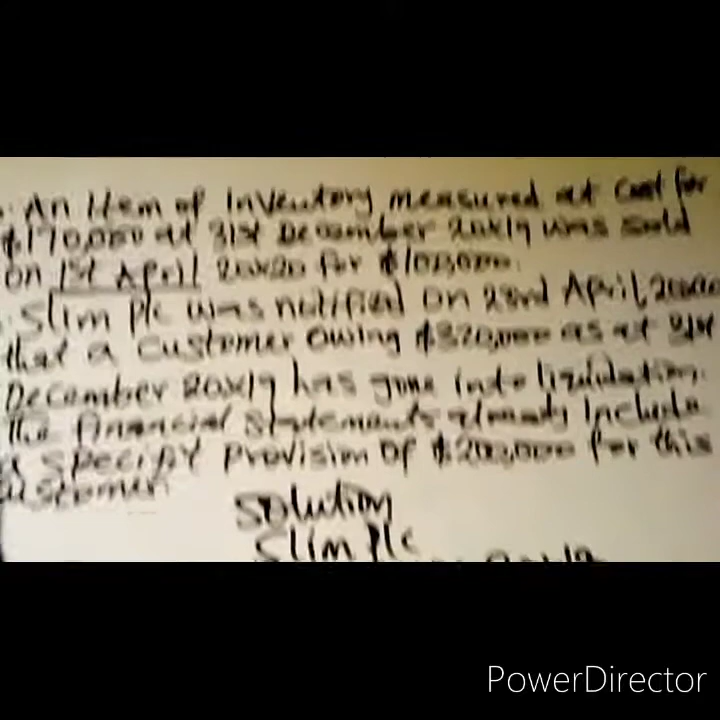 . An Item of Inventory measured at Cost for
$170,000 at 31st December 20x19 was sold
on 1st April 20x20 for $100,000.
. Slim plc was notified on 23rd April, 20x20
that a customer owing $320,000 as at 31st
December 20x19 has gone into liquidation.
The financial statements already Include
a specific provision of $200,000 for this
customer.
Solution
Slim Plc
PowerDirector